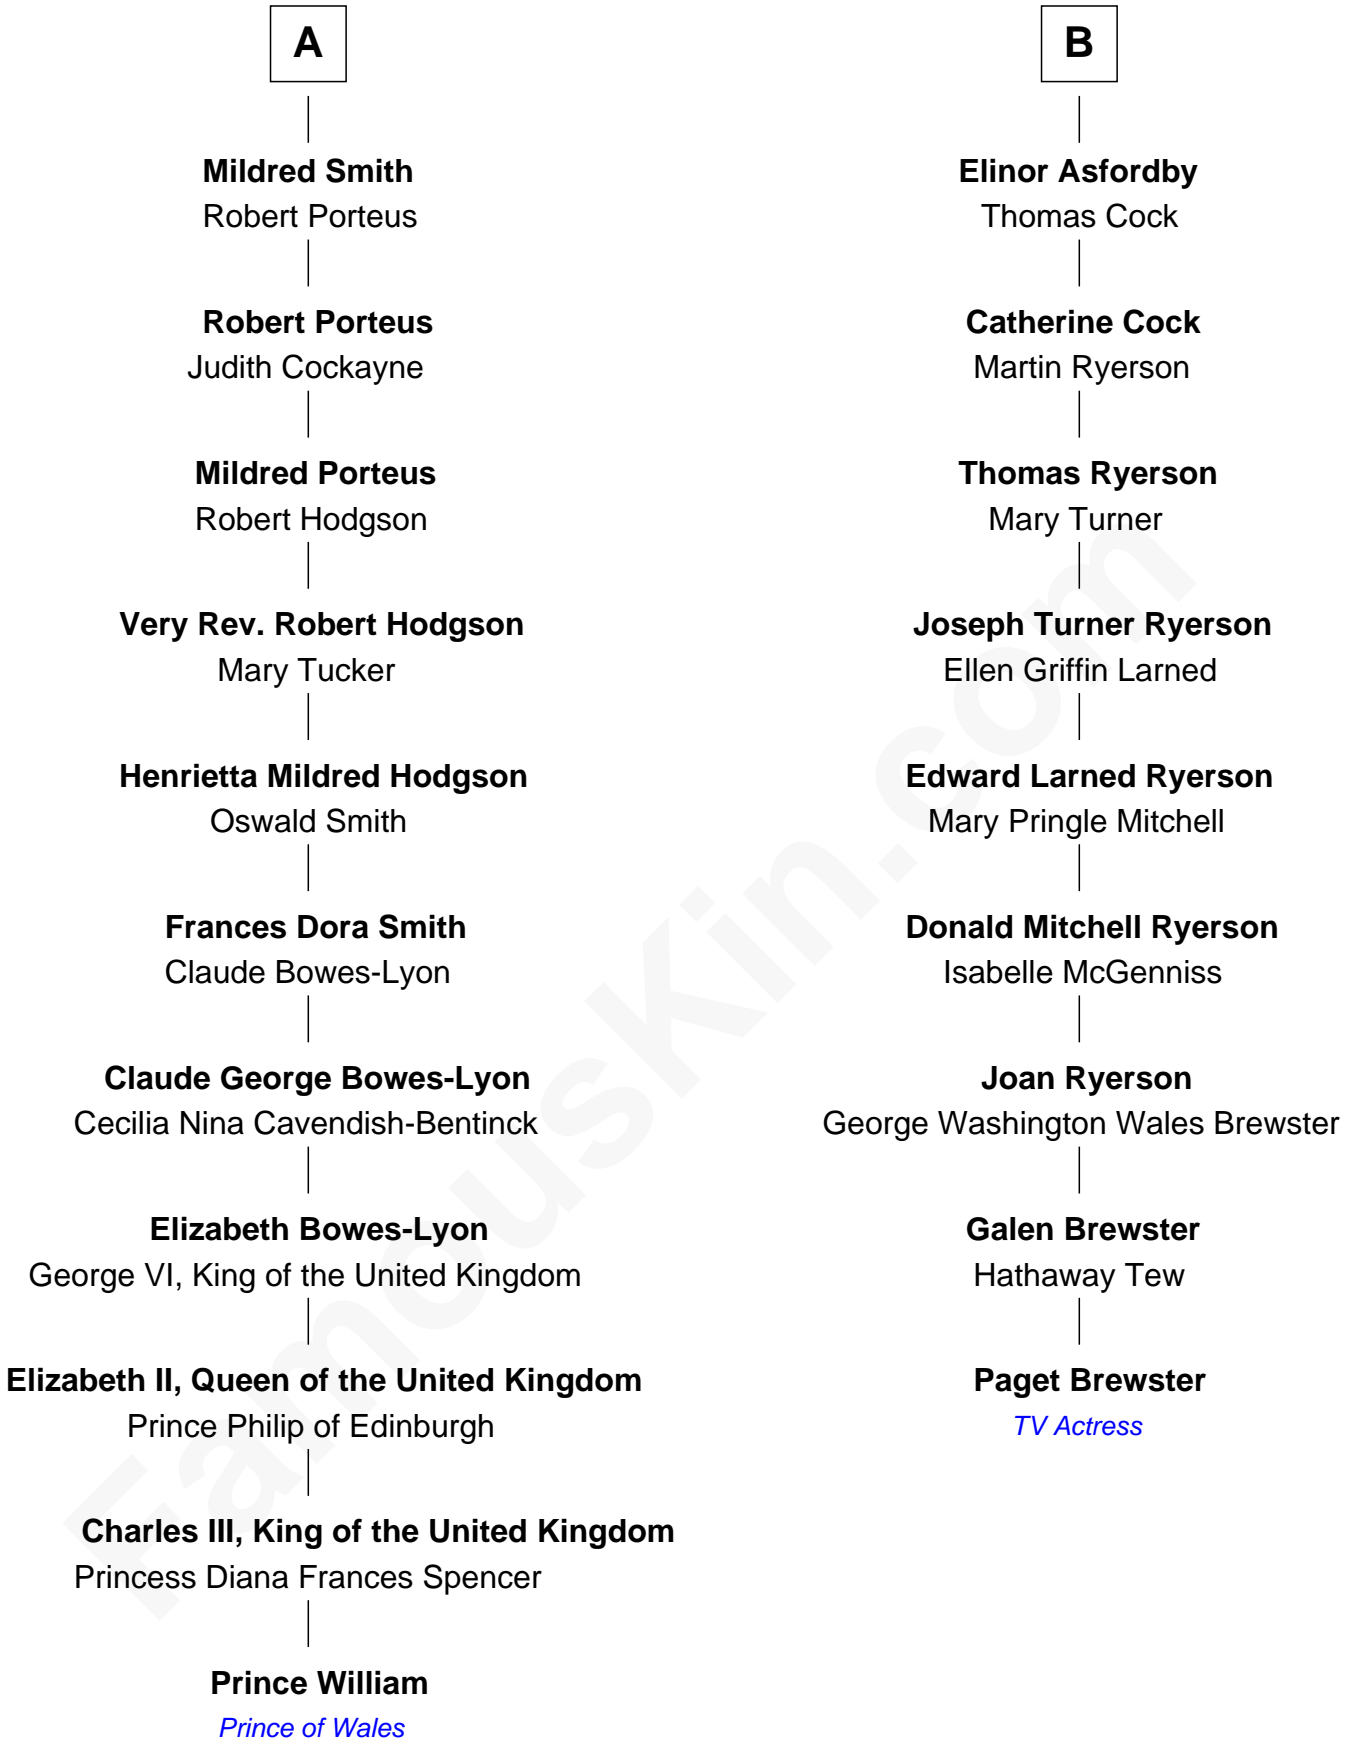 A
Mildred Smith
Robert Porteus
Robert Porteus
Judith Cockayne
Mildred Porteus
Robert Hodgson
Very Rev. Robert Hodgson
Mary Tucker
Henrietta Mildred Hodgson
Oswald Smith
Frances Dora Smith
Claude Bowes-Lyon
Claude George Bowes-Lyon
Cecilia Nina Cavendish-Bentinck
Elizabeth Bowes-Lyon
George VI, King of the United Kingdom
Elizabeth II, Queen of the United Kingdom
Prince Philip of Edinburgh
Charles III, King of the United Kingdom
Princess Diana Frances Spencer
Prince William
Prince of Wales
B
Elinor Asfordby
Thomas Cock
Catherine Cock
Martin Ryerson
Thomas Ryerson
Mary Turner
Joseph Turner Ryerson
Ellen Griffin Larned
Edward Larned Ryerson
Mary Pringle Mitchell
Donald Mitchell Ryerson
Isabelle McGenniss
Joan Ryerson
George Washington Wales Brewster
Galen Brewster
Hathaway Tew
Paget Brewster
TV Actress
FamousKin.com